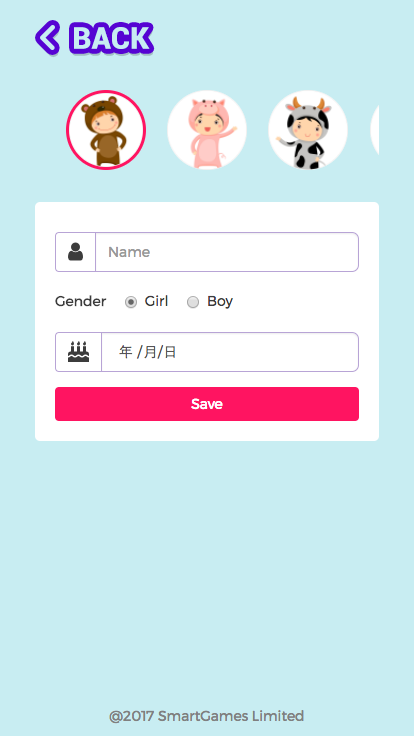 BACK
Name
Gender Girl Boy
年 /月/日
Save
@2017 SmartGames Limited